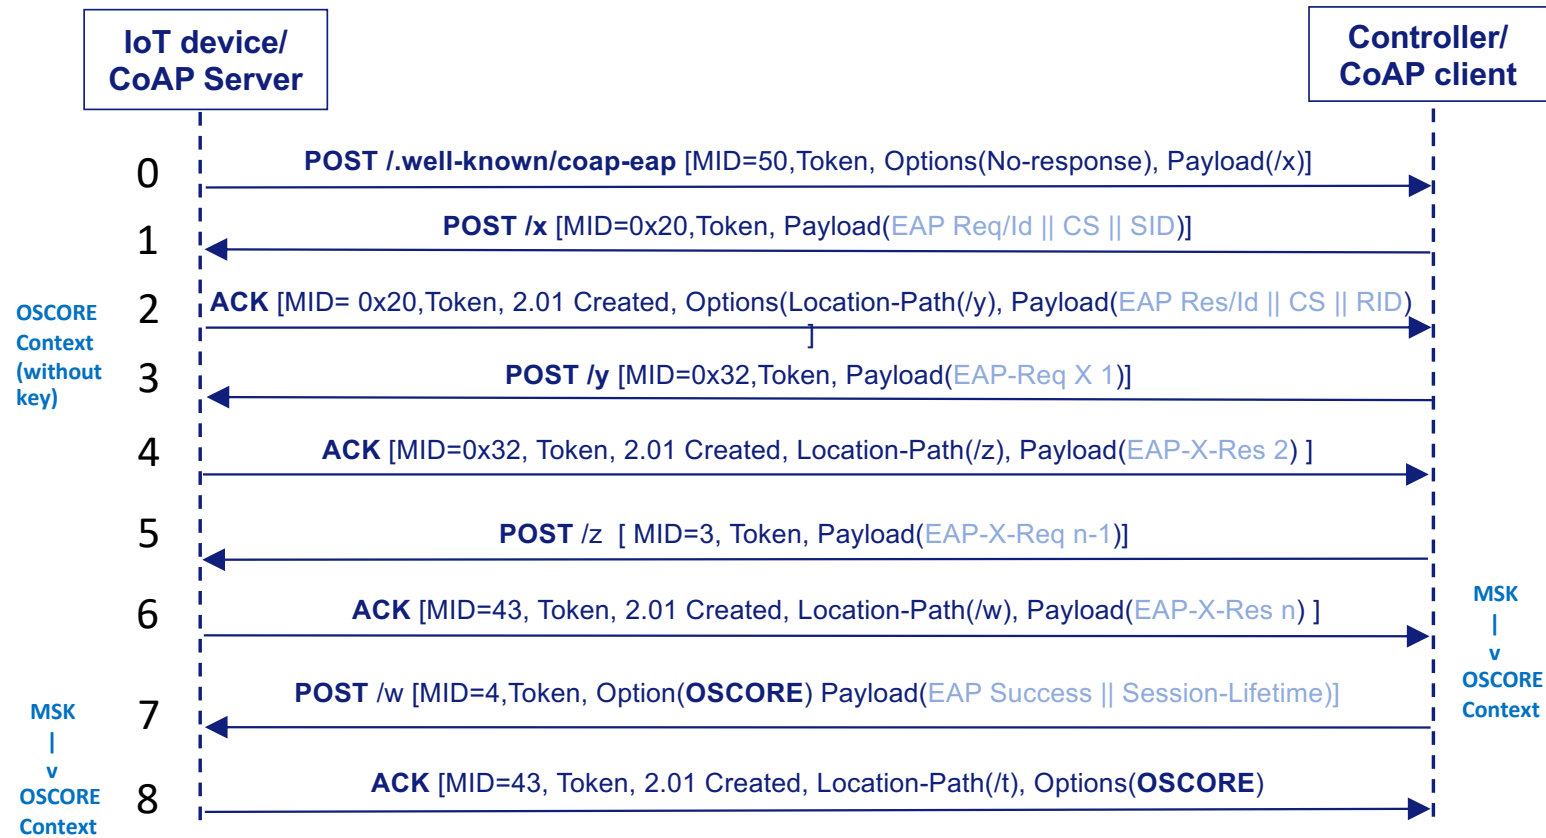 IoT device/
CoAP Server
Controller/
CoAP client
0
POST /.well-known/coap-eap [MID=50,Token, Options(No-response), Payload(/x)]
1
POST /x [MID=0x20,Token, Payload(EAP Req/Id || CS || SID)]
OSCORE
Context
(without
key)
2
ACK [MID= 0x20,Token, 2.01 Created, Options(Location-Path(/y), Payload(EAP Res/Id || CS || RID)
]
3
POST /y [MID=0x32,Token, Payload(EAP-Req X 1)]
4
ACK [MID=0x32, Token, 2.01 Created, Location-Path(/z), Payload(EAP-X-Res 2) ]
5
POST /z [ MID=3, Token, Payload(EAP-X-Req n-1)]
6
ACK [MID=43, Token, 2.01 Created, Location-Path(/w), Payload(EAP-X-Res n) ]
MSK
|
v
OSCORE
Context
7
POST /w [MID=4,Token, Option(OSCORE) Payload(EAP Success || Session-Lifetime)]
MSK
|
v
OSCORE
Context
8
ACK [MID=43, Token, 2.01 Created, Location-Path(/t), Options(OSCORE)